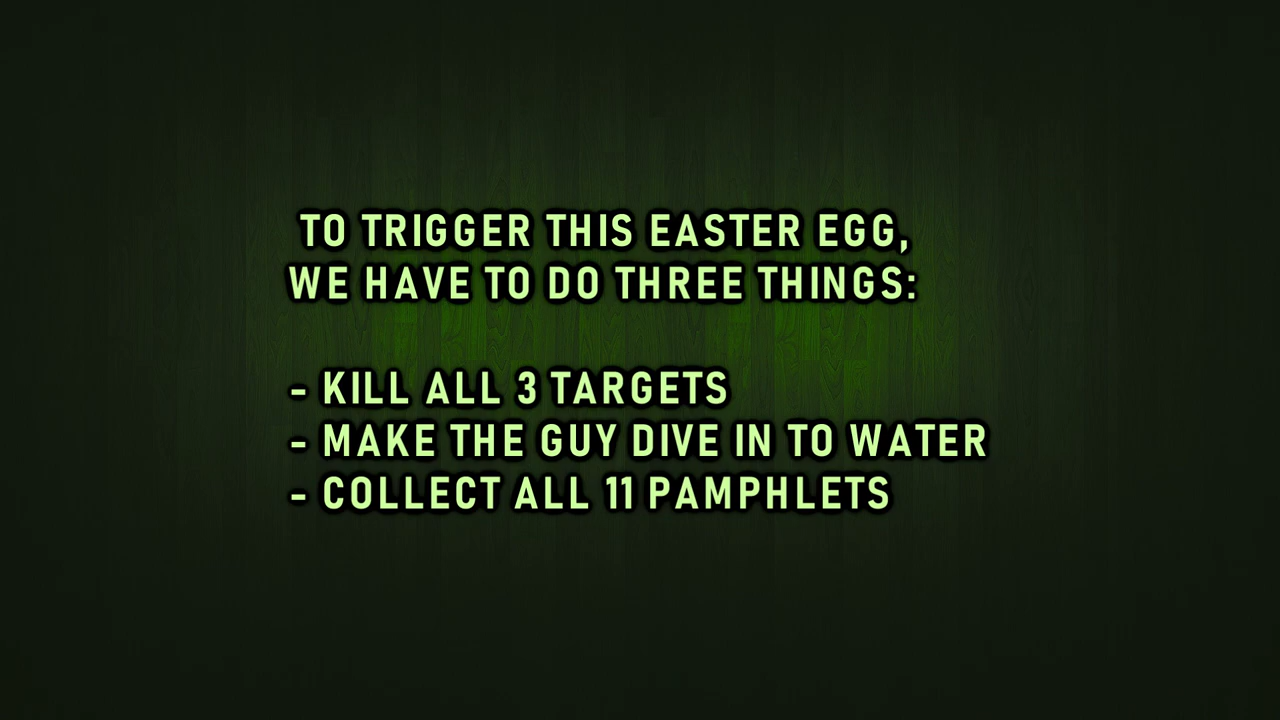 TO TRIGGER THIS EASTER EGG,
WE HAVE TO DO THREE THINGS:
- KILL ALL 3 TARGETS
- MAKE THE GUY DIVE IN TO WATER
- COLLECT ALL 11 PAMPHLETS